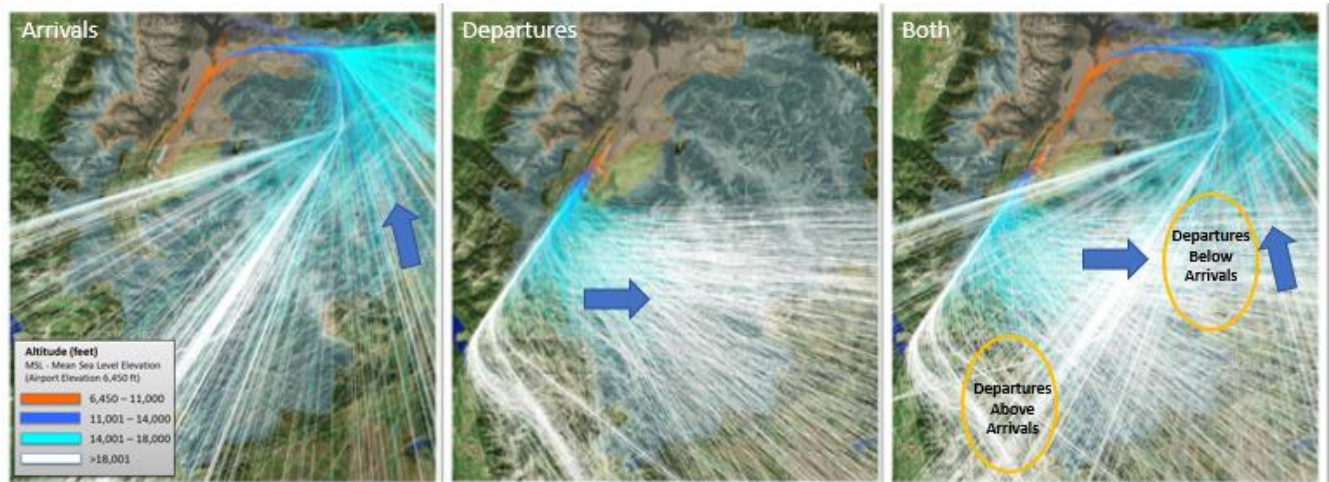 Arrivals
Departures
Both
Departures
Below
Arrivals
Departures
Above
Arrivals
Altitude (feet)
MSL - Mean Sea Level Elevation
(Airport Elevation 6,450 ft)
6,450 – 11,000
11,001 – 14,000
14,001 – 18,000
>18,001